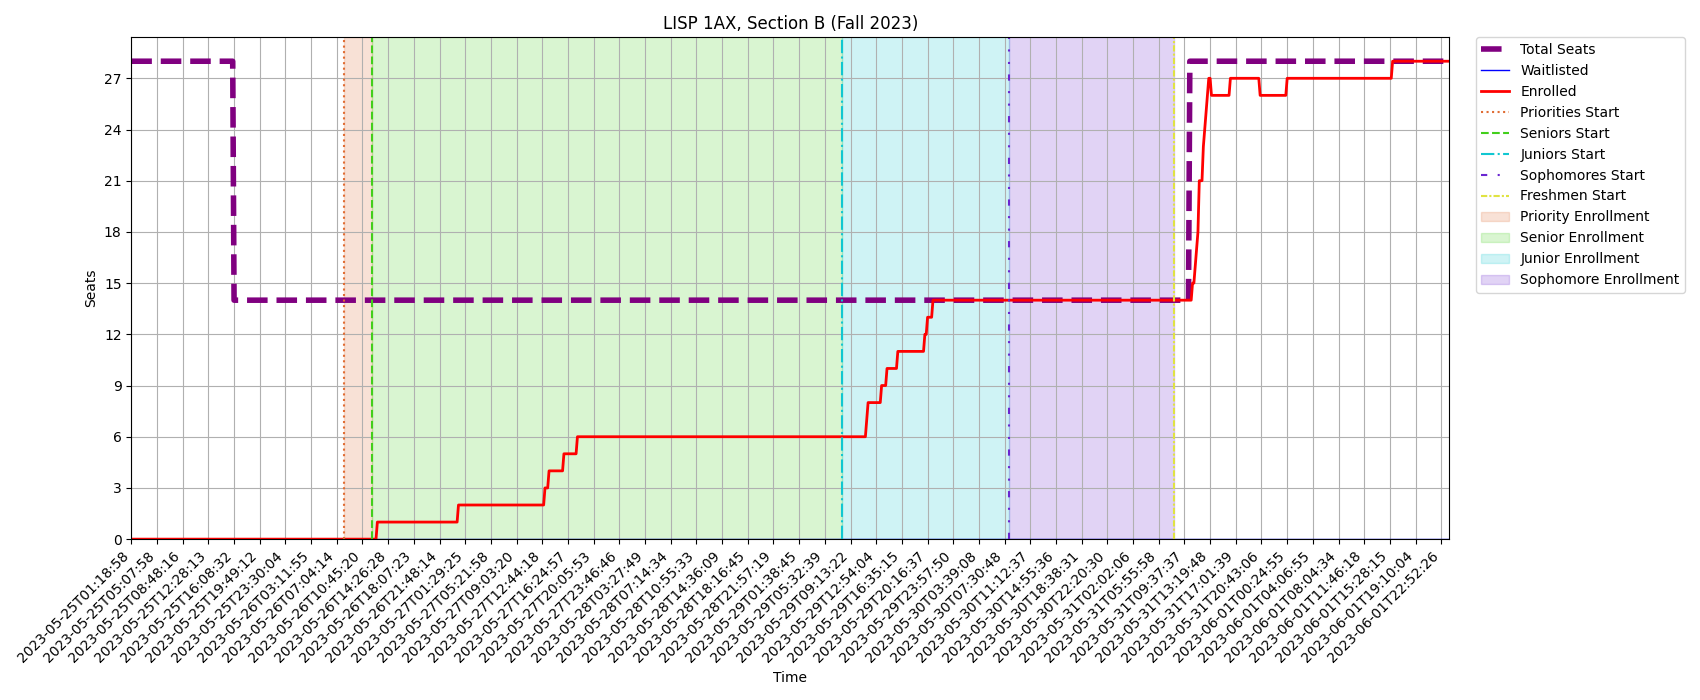 LISP 1AX, Section B (Fall 2023)
Seats
27
24
21
18
15
12
9
6
3
0
2023-05-25T01:18:58
2023-05-25T05:07:58
2023-05-25T08:48:16
2023-05-25T12:28:13
2023-05-25T16:08:32
2023-05-25T19:49:12
2023-05-25T23:30:04
2023-05-26T03:11:55
2023-05-26T07:04:14
2023-05-26T10:45:20
2023-05-26T14:26:28
2023-05-26T18:07:23
2023-05-26T21:48:14
2023-05-27T01:29:25
2023-05-27T05:21:58
2023-05-27T09:03:20
2023-05-27T12:44:18
2023-05-27T16:24:57
2023-05-27T20:05:53
2023-05-27T23:46:46
2023-05-28T03:27:49
2023-05-28T07:14:34
2023-05-28T10:55:33
2023-05-28T14:36:09
2023-05-28T18:16:45
2023-05-28T21:57:19
2023-05-29T01:38:45
2023-05-29T05:32:39
2023-05-29T09:13:22
2023-05-29T12:54:04
2023-05-29T16:35:15
2023-05-29T20:16:37
2023-05-29T23:57:50
2023-05-30T03:39:08
2023-05-30T07:30:48
2023-05-30T11:12:37
2023-05-30T14:55:36
2023-05-30T18:38:31
2023-05-30T22:20:30
2023-05-31T02:02:06
2023-05-31T05:55:58
2023-05-31T09:37:37
2023-05-31T13:19:48
2023-05-31T17:01:39
2023-05-31T20:43:06
2023-06-01T00:24:55
2023-06-01T04:06:55
2023-06-01T08:04:34
2023-06-01T11:46:18
2023-06-01T15:28:15
2023-06-01T19:10:04
2023-06-01T22:52:26
Time
Total Seats
Waitlisted
Enrolled
Priorities Start
Seniors Start
Juniors Start
Sophomores Start
Freshmen Start
Priority Enrollment
Senior Enrollment
Junior Enrollment
Sophomore Enrollment